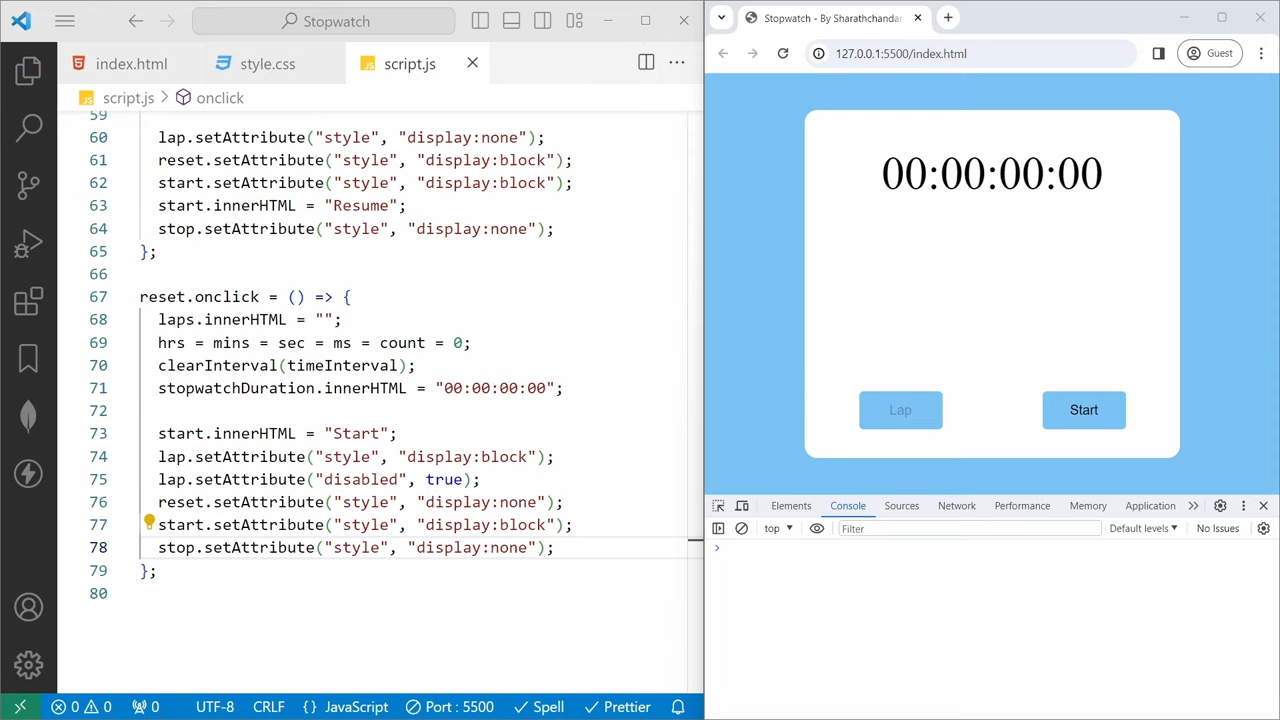 Stopwatch
index.html
style.css
script.js
script.js > onclick
59
60 lap.setAttribute("style", "display:none");
61 reset.setAttribute("style", "display:block");
62 start.setAttribute("style", "display:block");
63 start.innerHTML = "Resume";
64 stop.setAttribute("style", "display:none");
65 };
66
67 reset.onclick = () => {
68 laps.innerHTML = "";
69 hrs = mins = sec = ms = count = 0;
70 clearInterval(timeInterval);
71 stopwatchDuration.innerHTML = "00:00:00:00";
72
73 start.innerHTML = "Start";
74 lap.setAttribute("style", "display:block");
75 lap.setAttribute("disabled", true);
76 reset.setAttribute("style", "display:none");
77 start.setAttribute("style", "display:block");
78 stop.setAttribute("style", "display:none");
79 };
80
0 0 0 UTF-8 CRLF {} JavaScript Port : 5500 Spell Prettier
Stopwatch - By Sharathchandar
127.0.0.1:5500/index.html
Guest
00:00:00:00
Lap
Start
Elements Console Sources Network Performance Memory Application
top Filter Default levels No Issues